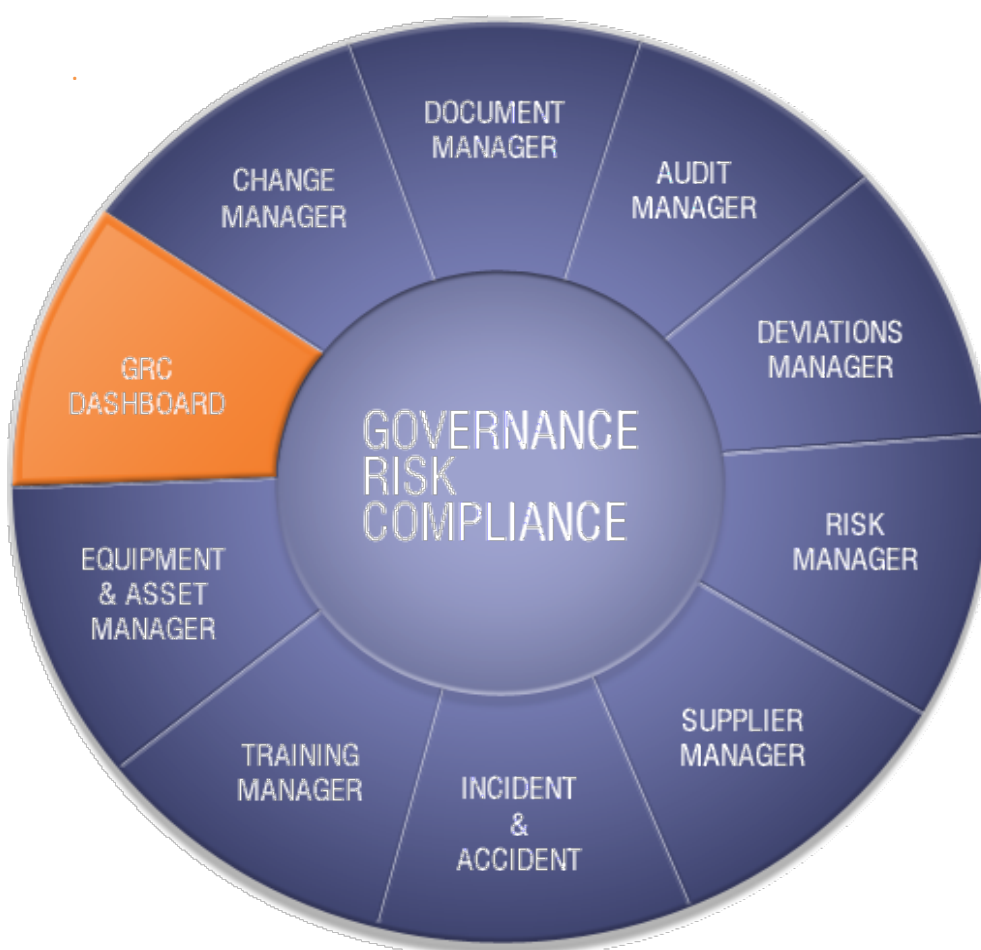 DOCUMENT
MANAGER
AUDIT
MANAGER
DEVIATIONS
MANAGER
RISK
MANAGER
SUPPLIER
MANAGER
INCIDENT
&
ACCIDENT
TRAINING
MANAGER
EQUIPMENT
& ASSET
MANAGER
GRC
DASHBOARD
CHANGE
MANAGER
GOVERNANCE
RISK
COMPLIANCE